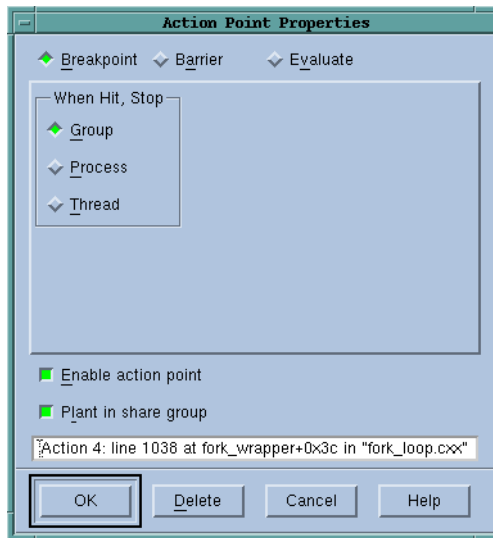 Action Point Properties
Breakpoint Barrier Evaluate
When Hit, Stop
Group
Process
Thread
Enable action point
Plant in share group
Action 4: line 1038 at fork_wrapper+0x3c in "fork_loop.cxx"
OK Delete Cancel Help